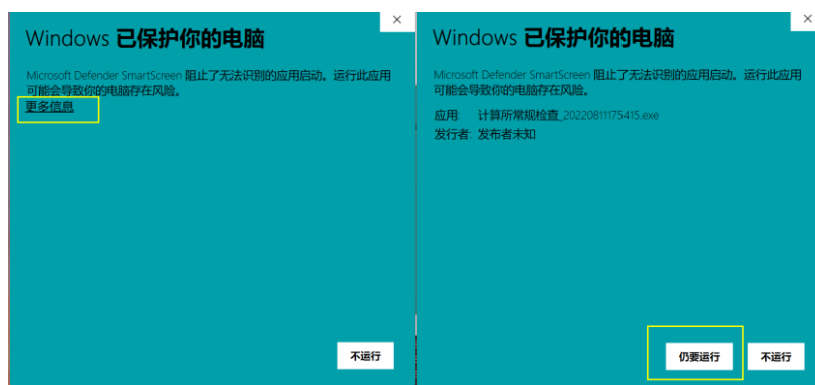 Windows 已保护你的电脑
Microsoft Defender SmartScreen 阻止了无法识别的应用启动。运行此应用
可能会导致你的电脑存在风险。
更多信息
不运行
Windows 已保护你的电脑
Microsoft Defender SmartScreen 阻止了无法识别的应用启动。运行此应用
可能会导致你的电脑存在风险。
应用: 计算所常规检查_20220811175415.exe
发行者: 发布者未知
仍要运行
不运行